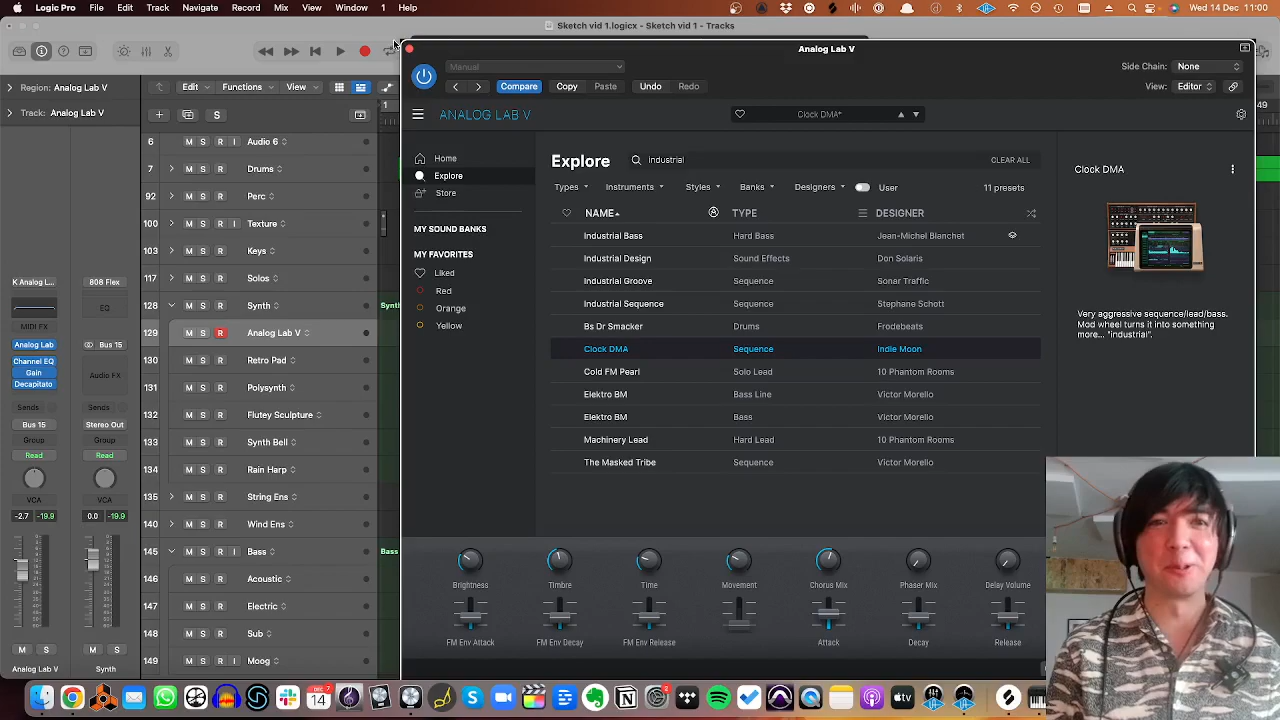 Logic Pro File Edit Track Navigate Record Mix View Window 1 Help Wed 14 Dec 11:00
Sketch vid 1.logicx - Sketch vid 1 - Tracks
Analog Lab V
Manual
Side Chain: None
Compare Copy Paste Undo Redo
View: Editor
Region: Analog Lab V
Edit Functions View 1 49
Track: Analog Lab V
S
ANALOG LAB V
Clock DMA*
6 M S R I Audio 6
7 M S R Drums
92 M S R Perc
100 M S R I Texture
103 M S R Keys
117 M S R Solos
128 M S R Synth Synth
129 M S R Analog Lab V
130 M S R Retro Pad
131 M S R Polysynth
132 M S R Flutey Sculpture
133 M S R Synth Bell
134 M S R Rain Harp
135 M S R String Ens
140 M S R Wind Ens
145 M S R I Bass Bass
146 M S R Acoustic
147 M S R Electric
148 M S R Sub
149 M S R I Moog
Home
Explore
Store
MY SOUND BANKS
MY FAVORITES
Liked
Red
Orange
Yellow
Explore Industrial CLEAR ALL
Types Instruments Styles Banks Designers User 11 presets
NAME TYPE DESIGNER
Industrial Bass Hard Bass Jean-Michel Blanchet
Industrial Design Sound Effects Don Solaris
Industrial Groove Sequence Sonar Traffic
Industrial Sequence Sequence Stephane Schott
Bs Dr Smacker Drums Frodebeats
Clock DMA Sequence Indie Moon
Cold FM Pearl Solo Lead 10 Phantom Rooms
Elektro BM Bass Line Victor Morello
Elektro BM Bass Victor Morello
Machinery Lead Hard Lead 10 Phantom Rooms
The Masked Tribe Sequence Victor Morello
Clock DMA
Very aggressive sequence/lead/bass.
Mod wheel turns it into something
more... "industrial".
Brightness Timbre Time Movement Chorus Mix Phaser Mix Delay Volume
FM Env Attack FM Env Decay FM Env Release Attack Decay Release
K Analog L... 808 Flex
EQ
MIDI FX
Analog Lab Bus 15
Channel EQ
Gain Audio FX
Decapitato
Sends Sends
Bus 15 Stereo Out
Group Group
Read Read
VCA VCA
-2.7 -19.9 0.0 -19.9
M S M S
Analog Lab V Synth